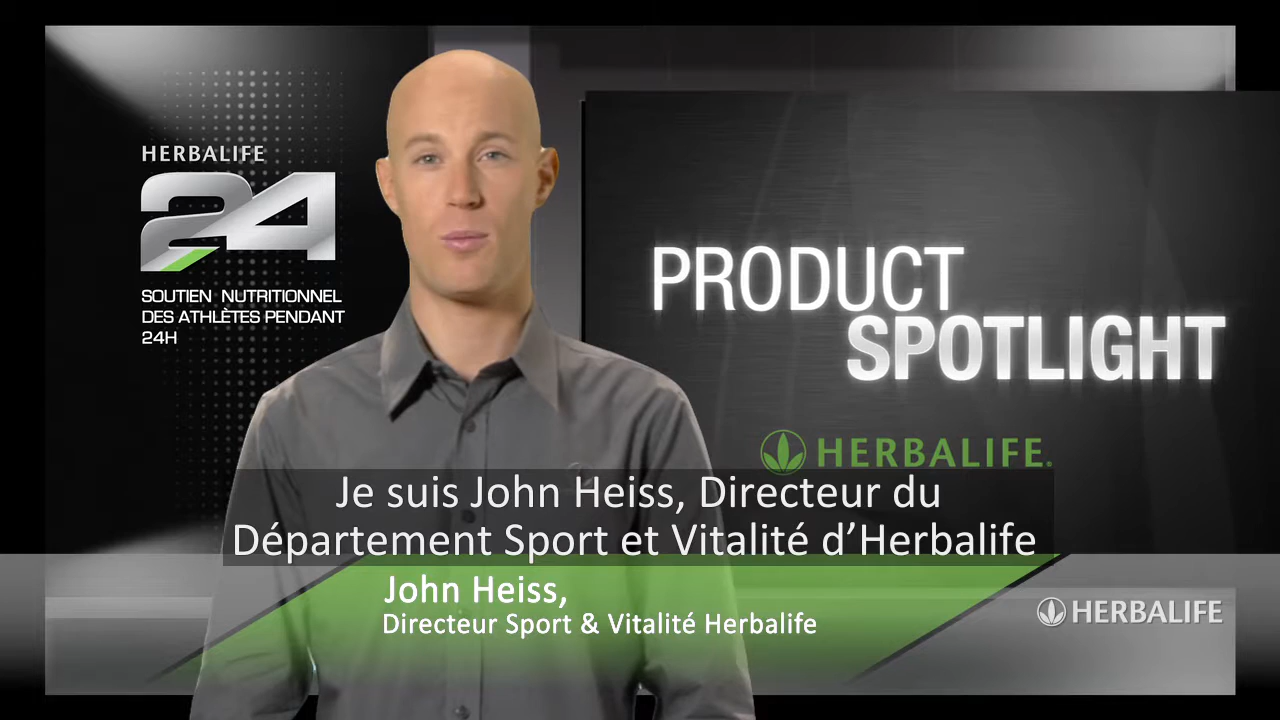 HERBALIFE
24
SOUTIEN NUTRITIONNEL
DES ATHLÈTES PENDANT
24H
PRODUCT
SPOTLIGHT
HERBALIFE.
Je suis John Heiss, Directeur du
Département Sport et Vitalité d’Herbalife
John Heiss,
Directeur Sport & Vitalité Herbalife
HERBALIFE